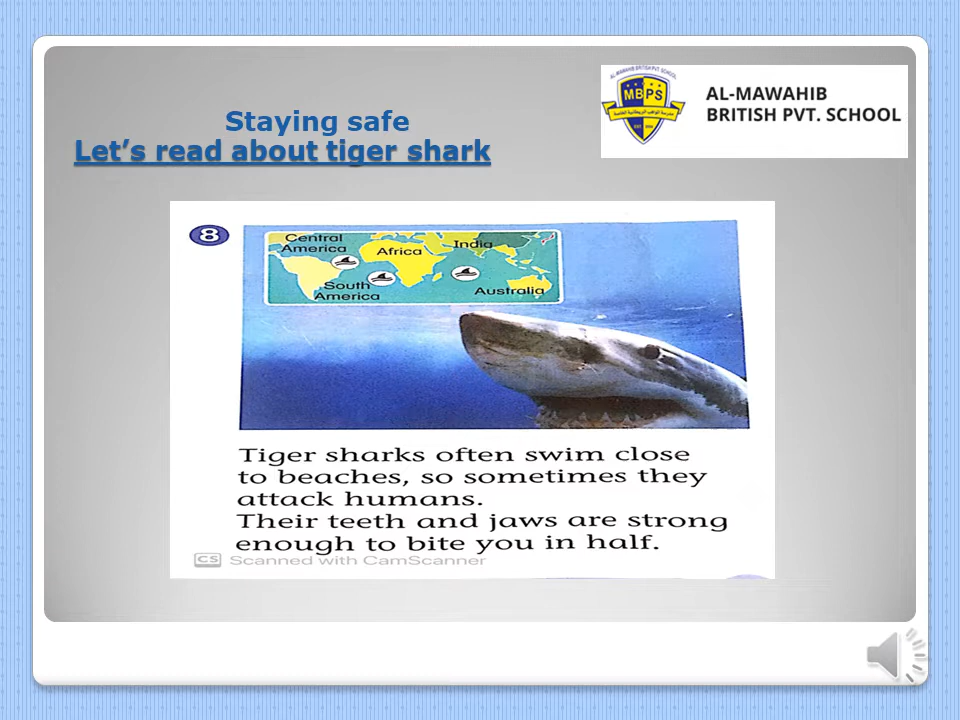 Staying safe
Let's read about tiger shark
MBPS
AL-MAWAHIB
BRITISH PVT. SCHOOL
8
Central
America
Africa
India
South
America
Australia
Tiger sharks often swim close
to beaches, so sometimes they
attack humans.
Their teeth and jaws are strong
enough to bite you in half.
CS Scanned with CamScanner